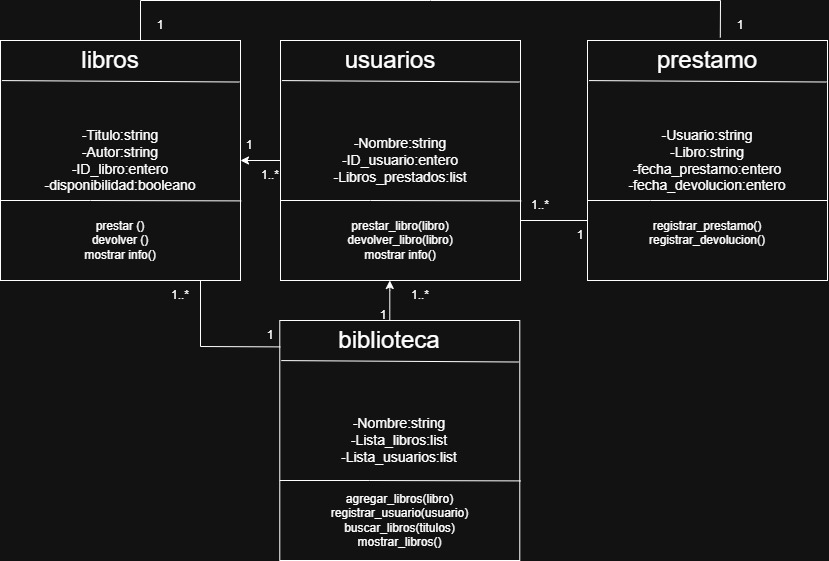 1
1
libros
-Titulo:string
-Autor:string
-ID_libro:entero
-disponibilidad:booleano
prestar ()
devolver ()
mostrar info()
1
1..*
usuarios
-Nombre:string
-ID_usuario:entero
-Libros_prestados:list
prestar_libro(libro)
devolver_libro(libro)
mostrar info()
1..*
1
prestamo
-Usuario:string
-Libro:string
-fecha_prestamo:entero
-fecha_devolucion:entero
registrar_prestamo()
registrar_devolucion()
1..*
1
1..*
1
biblioteca
-Nombre:string
-Lista_libros:list
-Lista_usuarios:list
agregar_libros(libro)
registrar_usuario(usuario)
buscar_libros(titulos)
mostrar_libros()